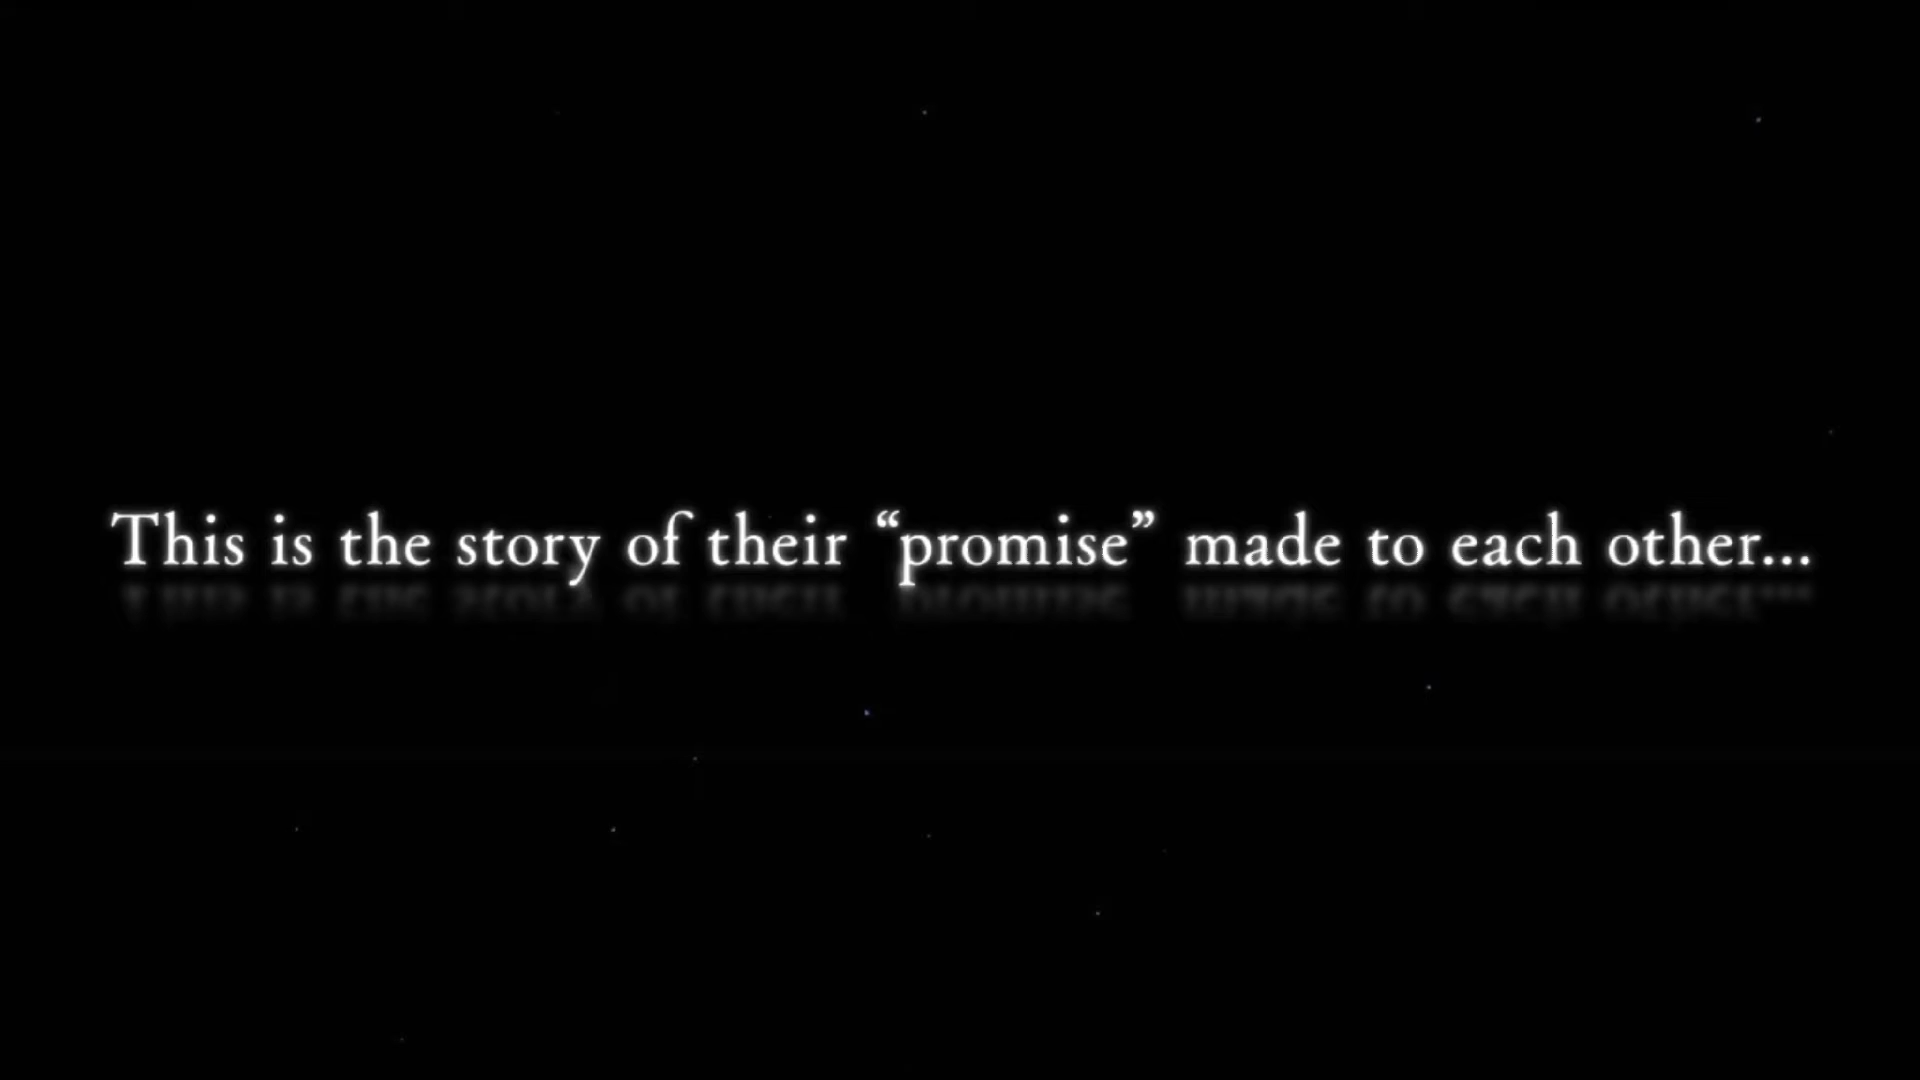 This is the story of their “promise” made to each other...